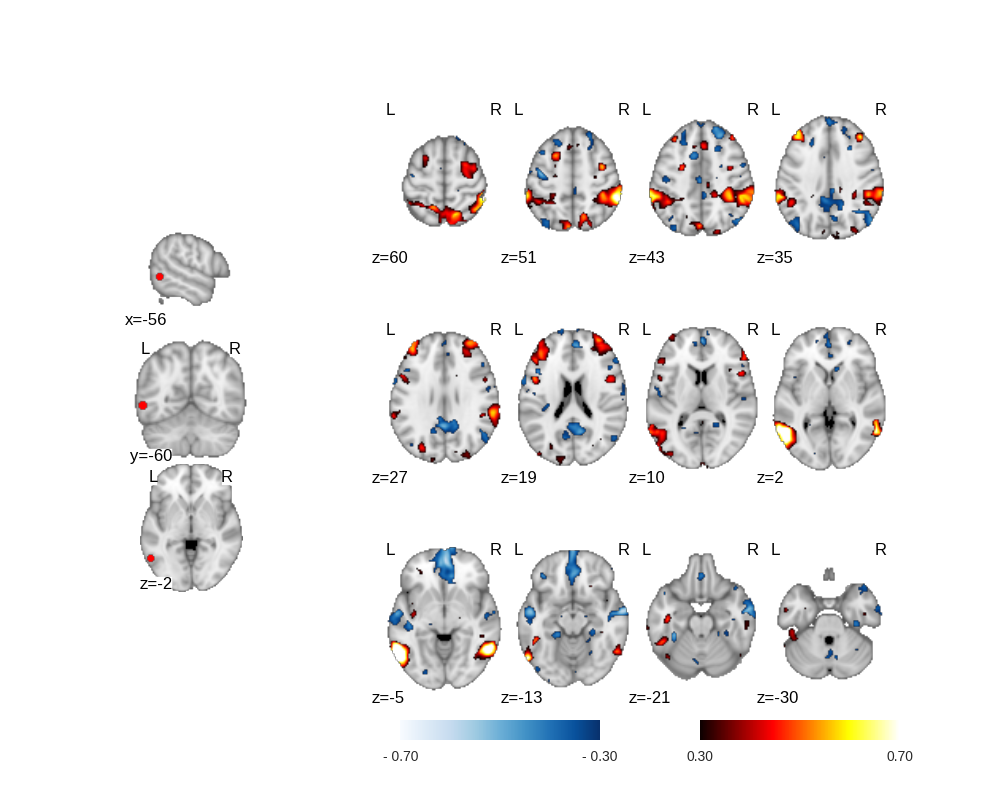 L R L R L R L R
z=60 z=51 z=43 z=35
x=-56
L R
y=-60
L R
z=-2
L R L R L R L R
z=27 z=19 z=10 z=2
L R L R L R L R
z=-5 z=-13 z=-21 z=-30
- 0.70 - 0.30 0.30 0.70